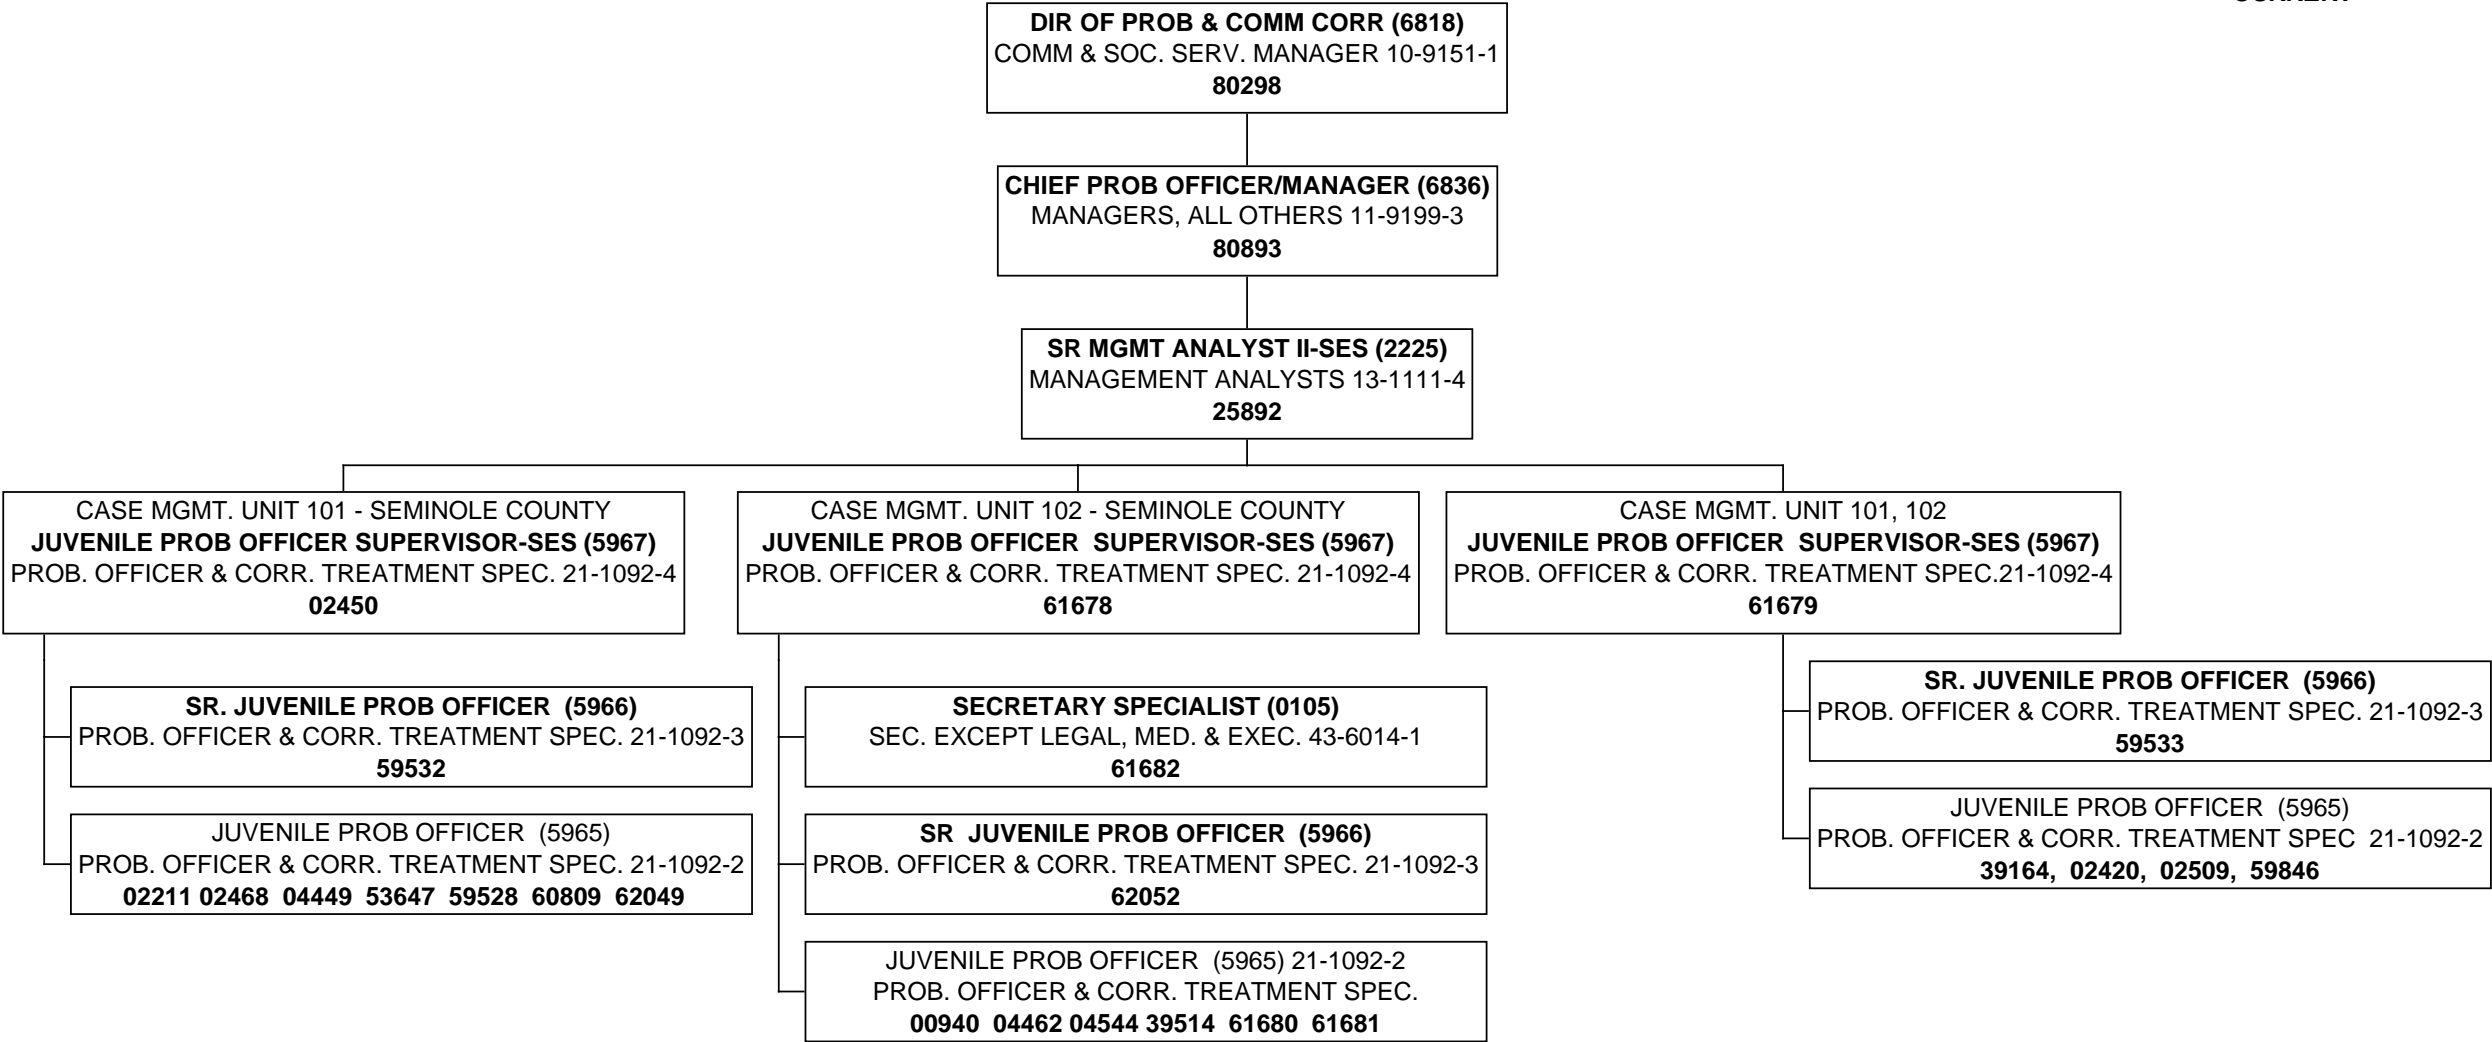 DIR OF PROB & COMM CORR (6818)
COMM & SOC. SERV. MANAGER 10-9151-1
80298
CHIEF PROB OFFICER/MANAGER (6836)
MANAGERS, ALL OTHERS 11-9199-3
80893
SR MGMT ANALYST II-SES (2225)
MANAGEMENT ANALYSTS 13-1111-4
25892
CASE MGMT. UNIT 101 - SEMINOLE COUNTY
JUVENILE PROB OFFICER SUPERVISOR-SES (5967)
PROB. OFFICER & CORR. TREATMENT SPEC. 21-1092-4
02450
SR. JUVENILE PROB OFFICER (5966)
PROB. OFFICER & CORR. TREATMENT SPEC. 21-1092-3
59532
JUVENILE PROB OFFICER (5965)
PROB. OFFICER & CORR. TREATMENT SPEC. 21-1092-2
02211 02468 04449 53647 59528 60809 62049
CASE MGMT. UNIT 102 - SEMINOLE COUNTY
JUVENILE PROB OFFICER SUPERVISOR-SES (5967)
PROB. OFFICER & CORR. TREATMENT SPEC. 21-1092-4
61678
SECRETARY SPECIALIST (0105)
SEC. EXCEPT LEGAL, MED. & EXEC. 43-6014-1
61682
SR JUVENILE PROB OFFICER (5966)
PROB. OFFICER & CORR. TREATMENT SPEC. 21-1092-3
62052
JUVENILE PROB OFFICER (5965) 21-1092-2
PROB. OFFICER & CORR. TREATMENT SPEC.
00940 04462 04544 39514 61680 61681
CASE MGMT. UNIT 101, 102
JUVENILE PROB OFFICER SUPERVISOR-SES (5967)
PROB. OFFICER & CORR. TREATMENT SPEC.21-1092-4
61679
SR. JUVENILE PROB OFFICER (5966)
PROB. OFFICER & CORR. TREATMENT SPEC. 21-1092-3
59533
JUVENILE PROB OFFICER (5965)
PROB. OFFICER & CORR. TREATMENT SPEC 21-1092-2
39164, 02420, 02509, 59846